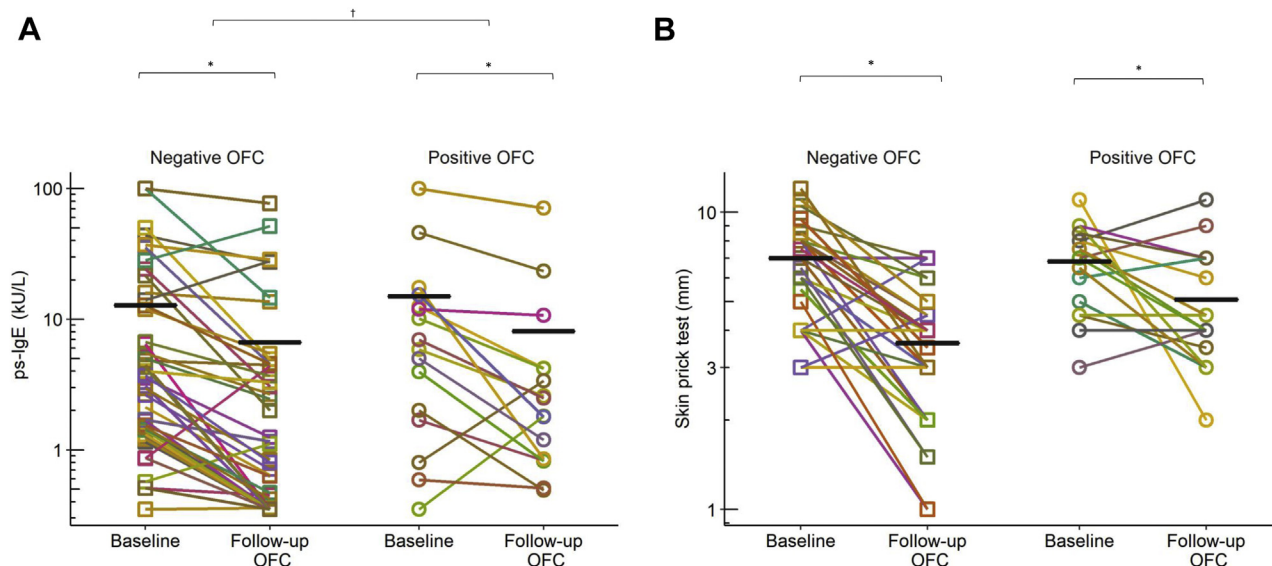 A
†
*
*
Negative OFC
Positive OFC
ps-IgE (kU/L)
100
10
1
Baseline
Follow-up
OFC
Baseline
Follow-up
OFC
B
*
*
Negative OFC
Positive OFC
Skin prick test (mm)
10
3
1
Baseline
Follow-up
OFC
Baseline
Follow-up
OFC